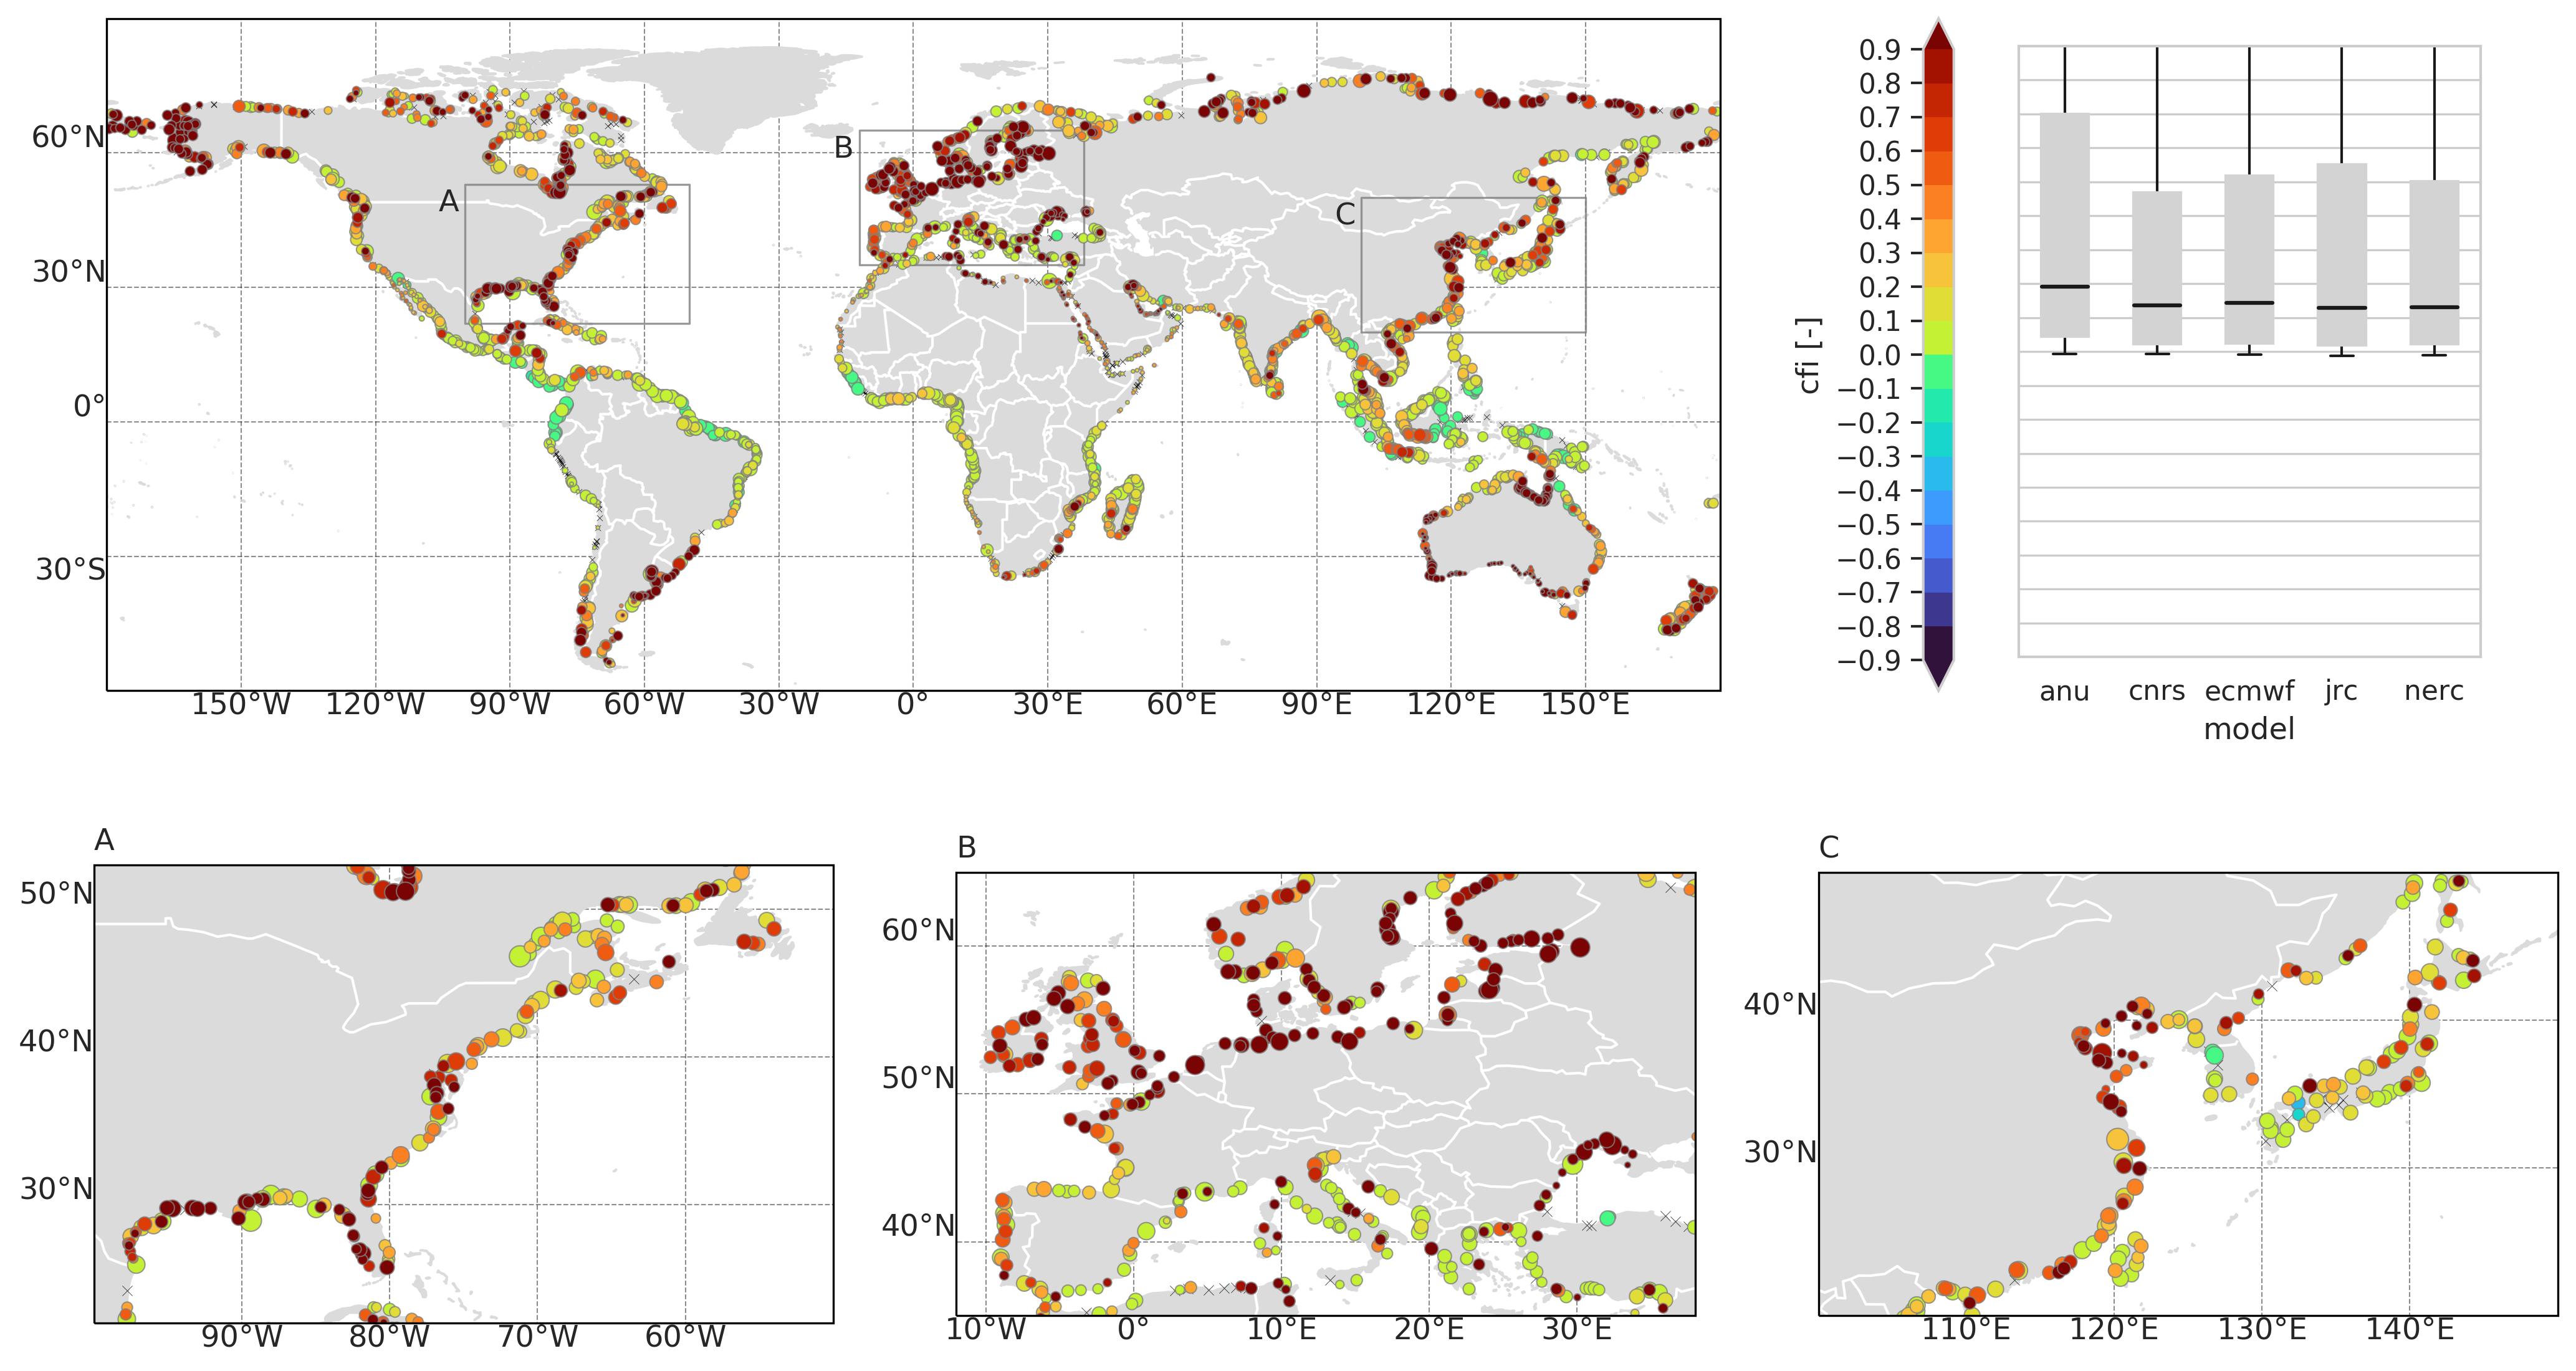 60°N
30°N
0°
30°S
150°W 120°W 90°W 60°W 30°W 0° 30°E 60°E 90°E 120°E 150°E
A
B
C
cfi [-]
0.9
0.8
0.7
0.6
0.5
0.4
0.3
0.2
0.1
0.0
−0.1
−0.2
−0.3
−0.4
−0.5
−0.6
−0.7
−0.8
−0.9
anu cnrs ecmwf jrc nerc
model
A
50°N
40°N
30°N
90°W 80°W 70°W 60°W
B
60°N
50°N
40°N
10°W 0° 10°E 20°E 30°E
C
40°N
30°N
110°E 120°E 130°E 140°E